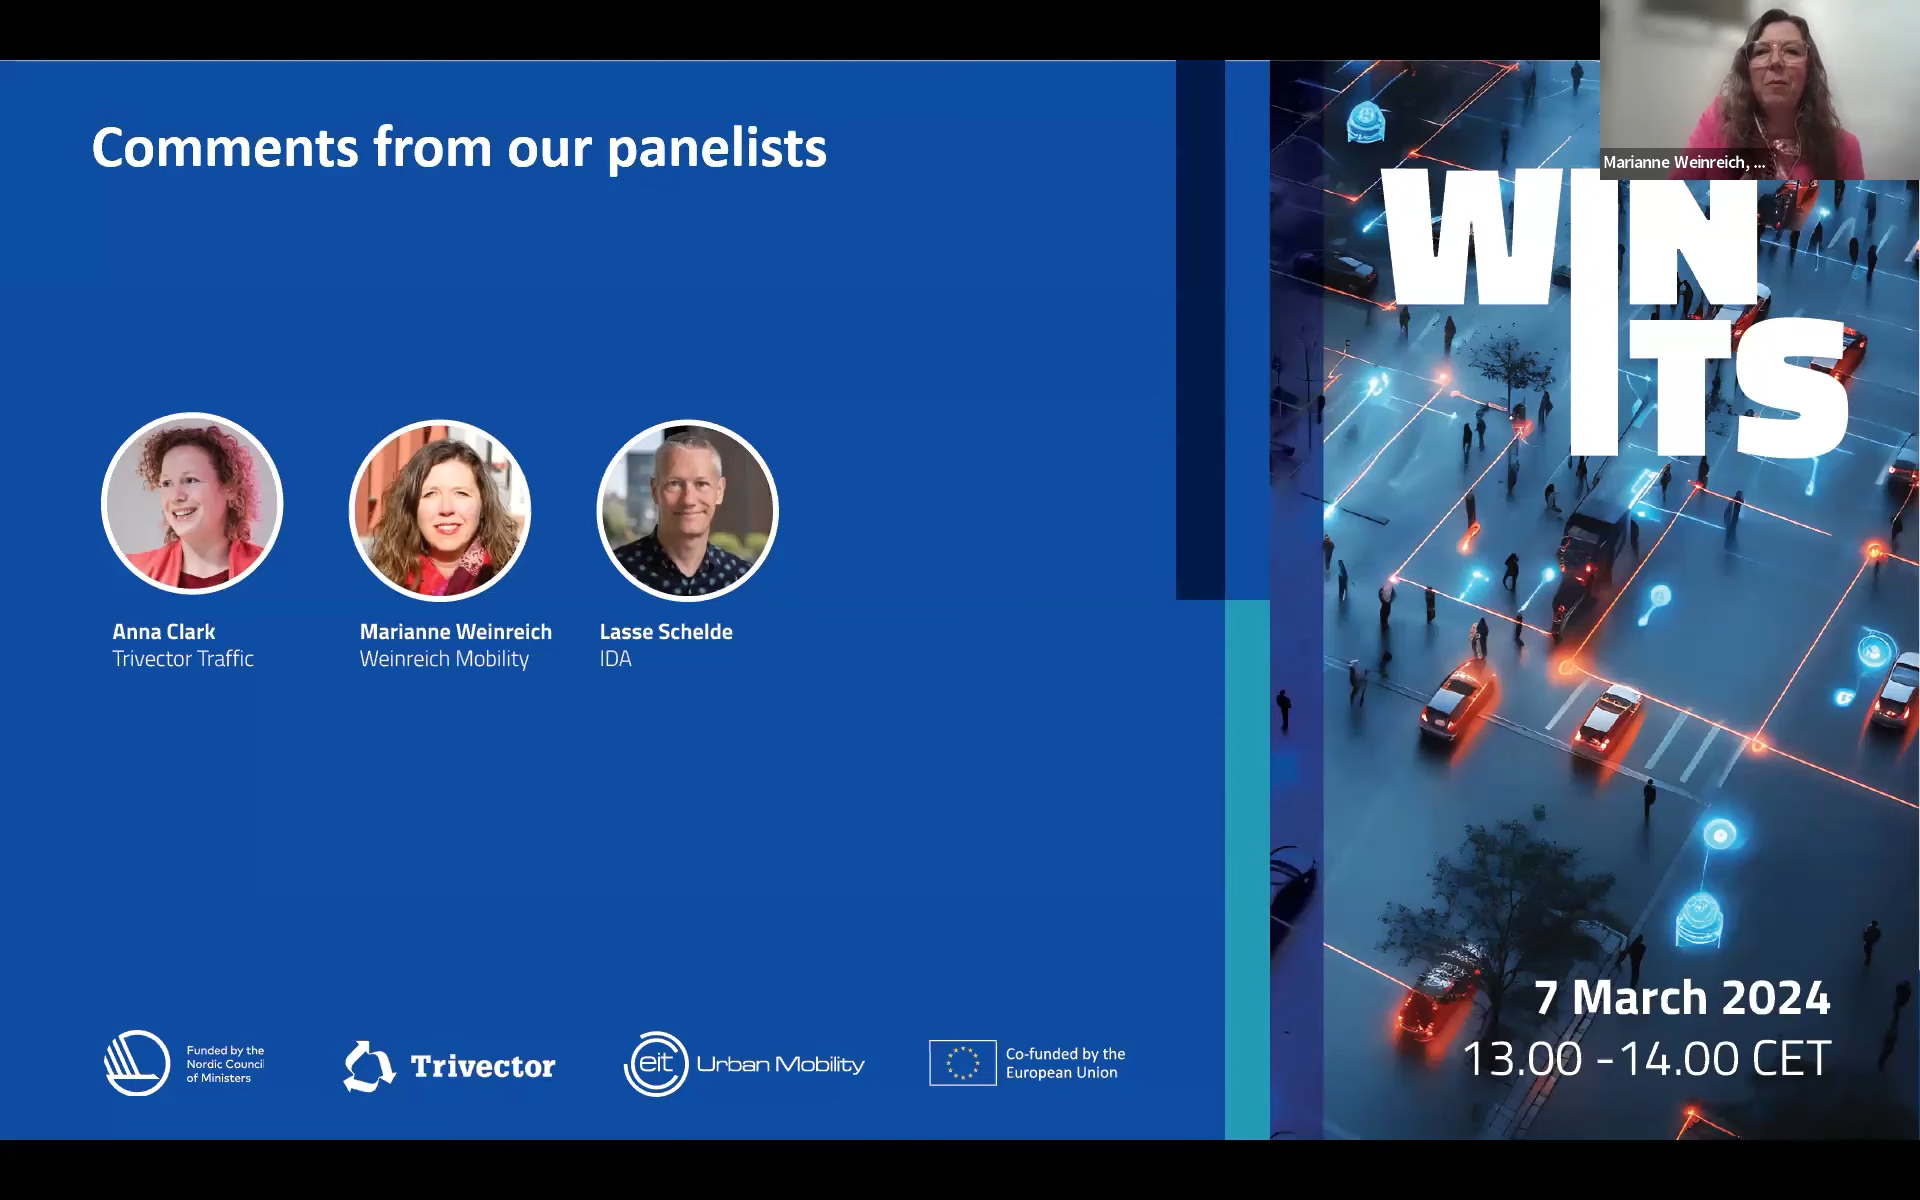 Comments from our panelists
Marianne Weinreich, ...
WIN
ITS
Anna Clark
Trivector Traffic
Marianne Weinreich
Weinreich Mobility
Lasse Schelde
IDA
7 March 2024
13.00 -14.00 CET
Funded by the
Nordic Council
of Ministers
Trivector
eit Urban Mobility
Co-funded by the
European Union